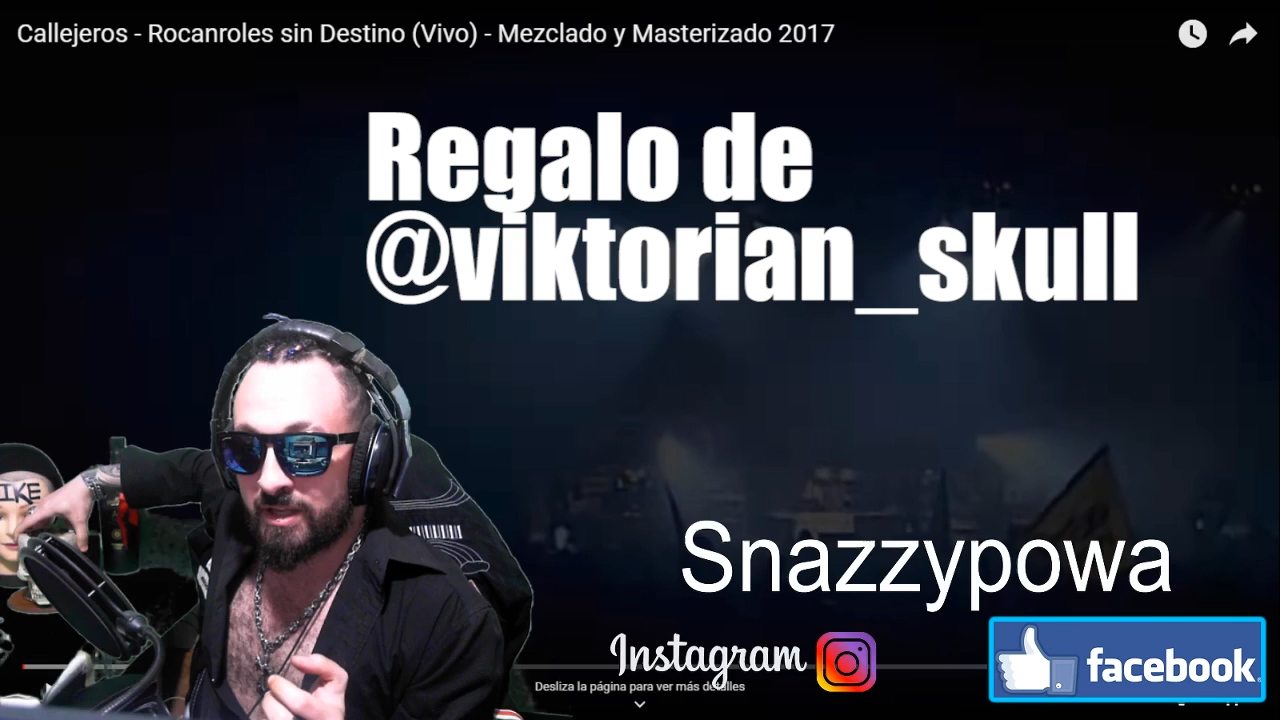 Callejeros - Rocanroles sin Destino (Vivo) - Mezclado y Masterizado 2017
Regalo de
@viktorian_skull
IKE
Snazzypowa
Instagram
facebook
Desliza la página para ver más detalles